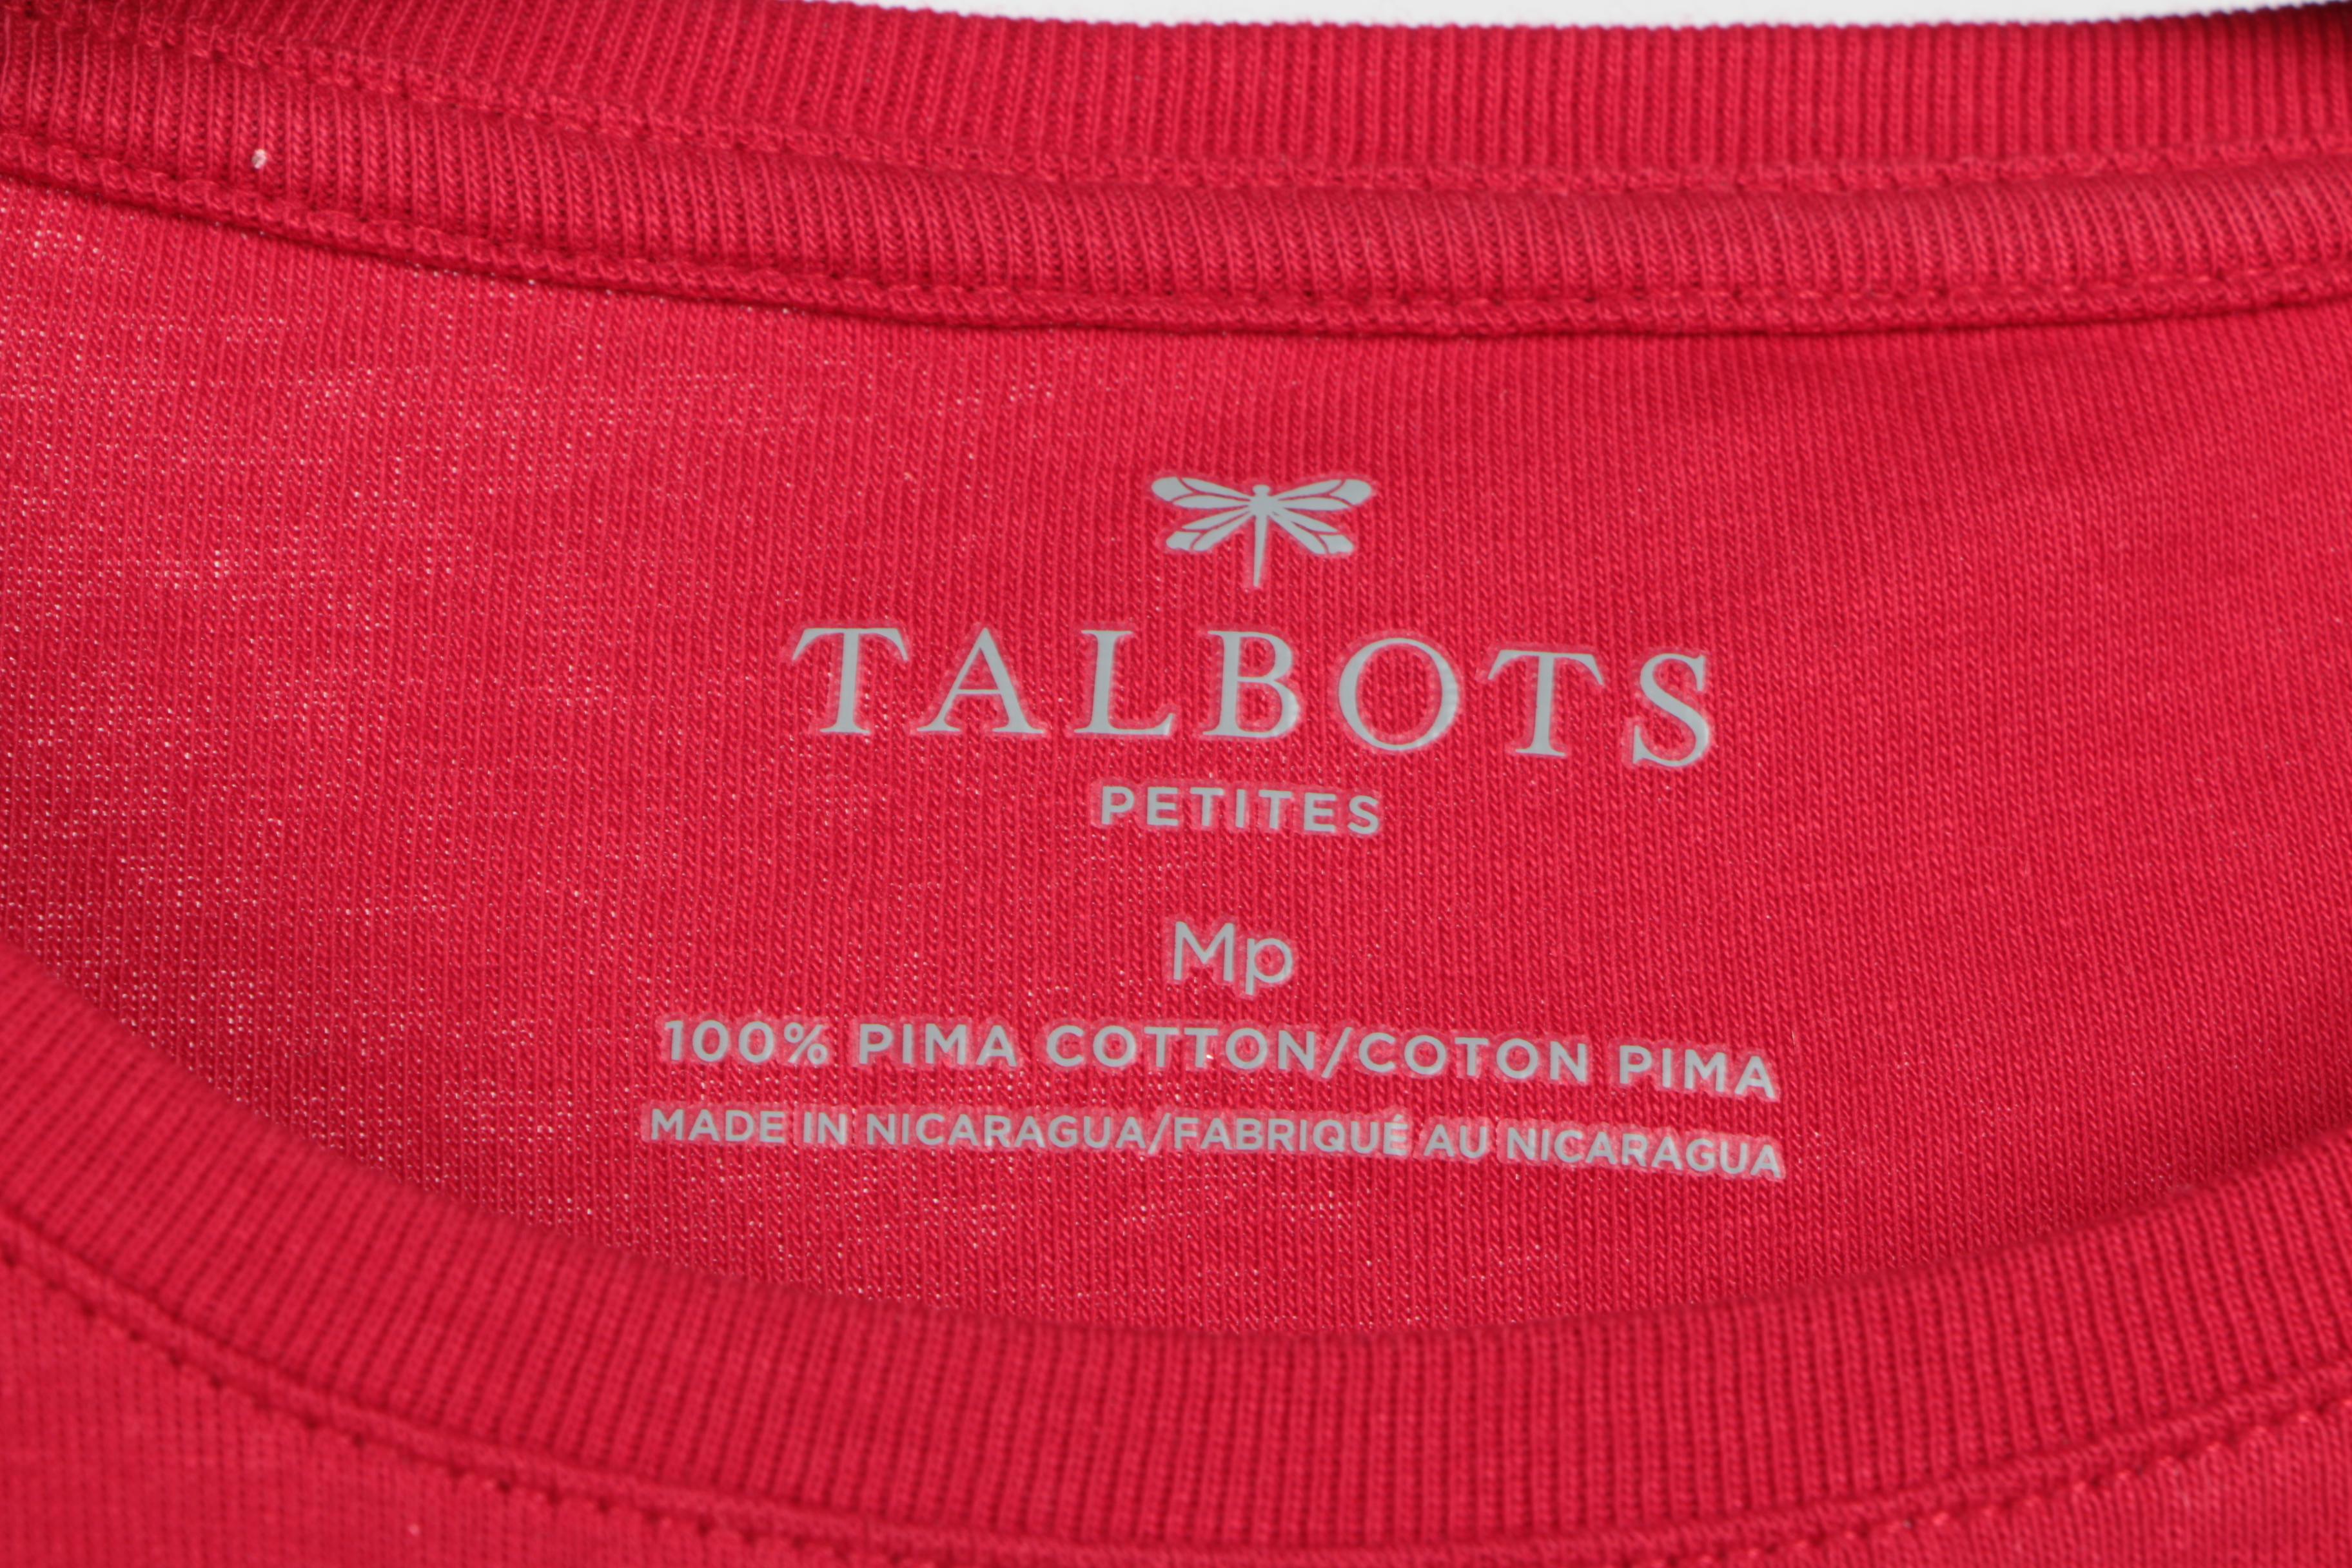 TALBOTS
PETITES
Mp
100% PIMA COTTON/COTON PIMA
MADE IN NICARAGUA/FABRIQUÉ AU NICARAGUA